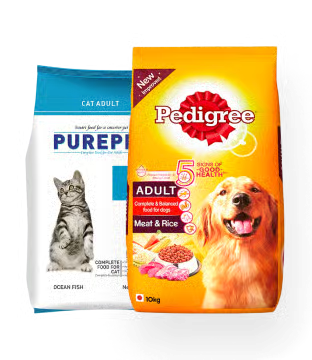 CAT ADULT
PUREPE
COMPLETE
FOOD FOR
CAT
OCEAN FISH
New
Improved
Pedigree
5
SIGNS OF
GOOD
HEALTH
ADULT
Complete & Balanced
food for dogs
Meat & Rice
10kg